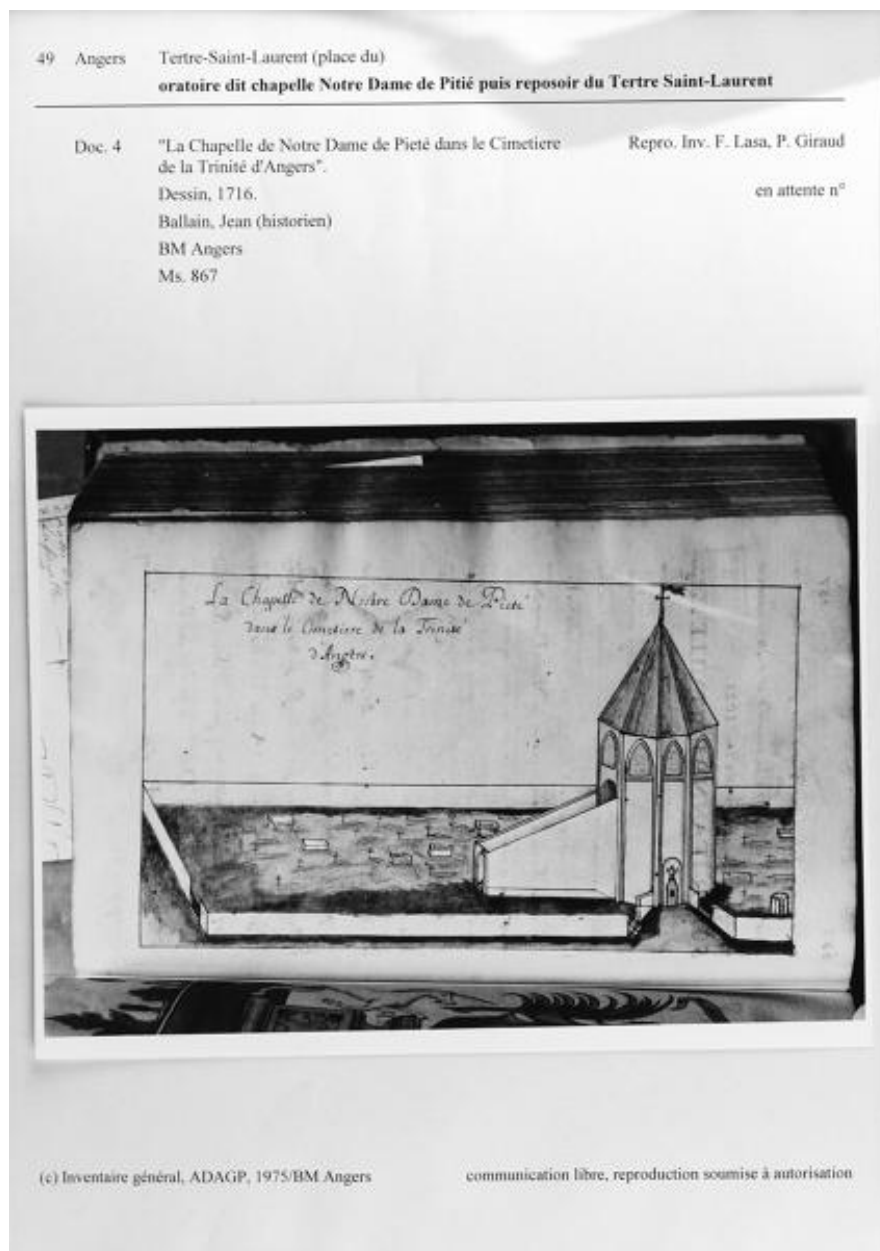 49 Angers Tertre-Saint-Laurent (place du)
oratoire dit chapelle Notre Dame de Pitié puis reposoir du Tertre Saint-Laurent
Doc. 4 "La Chapelle de Notre Dame de Pieté dans le Cimetiere Repro. Inv. F. Lasa, P. Giraud
de la Trinité d'Angers".
Dessin, 1716. en attente n°
Ballain, Jean (historien)
BM Angers
Ms. 867
La Chapelle de Nostre Dame de Pieté
dans le Cimetiere de la Trinité
d'Angers.
(c) Inventaire général, ADAGP, 1975/BM Angers communication libre, reproduction soumise à autorisation